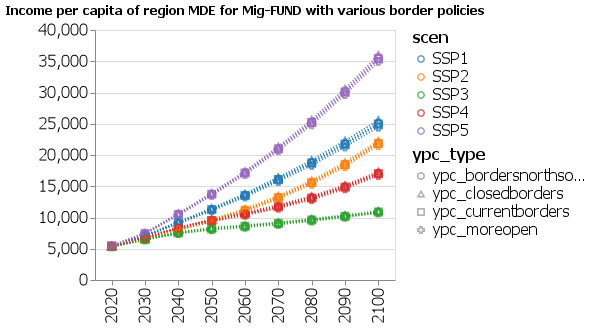 Income per capita of region MDE for Mig-FUND with various border policies
40,000
35,000
30,000
25,000
20,000
15,000
10,000
5,000
0
2020
2030
2040
2050
2060
2070
2080
2090
2100
scen
SSP1
SSP2
SSP3
SSP4
SSP5
ypc_type
ypc_bordersnorthso...
ypc_closedborders
ypc_currentborders
ypc_moreopen